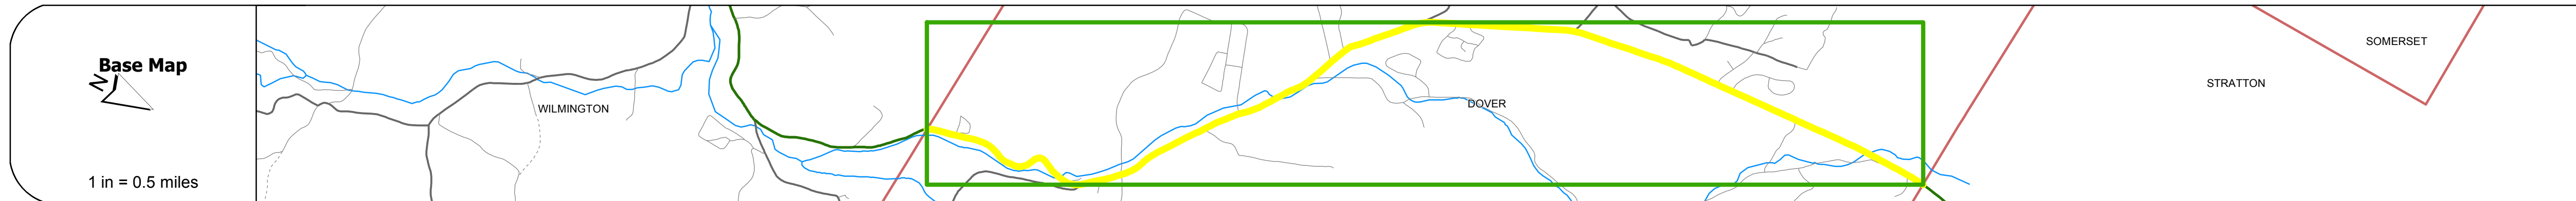 Base Map
N
1 in = 0.5 miles
WILMINGTON
DOVER
STRATTON
SOMERSET